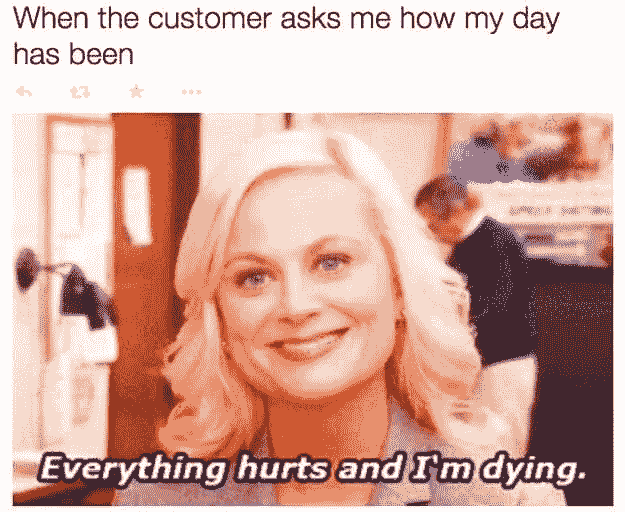 When the customer asks me how my day
has been
Everything hurts and I'm dying.